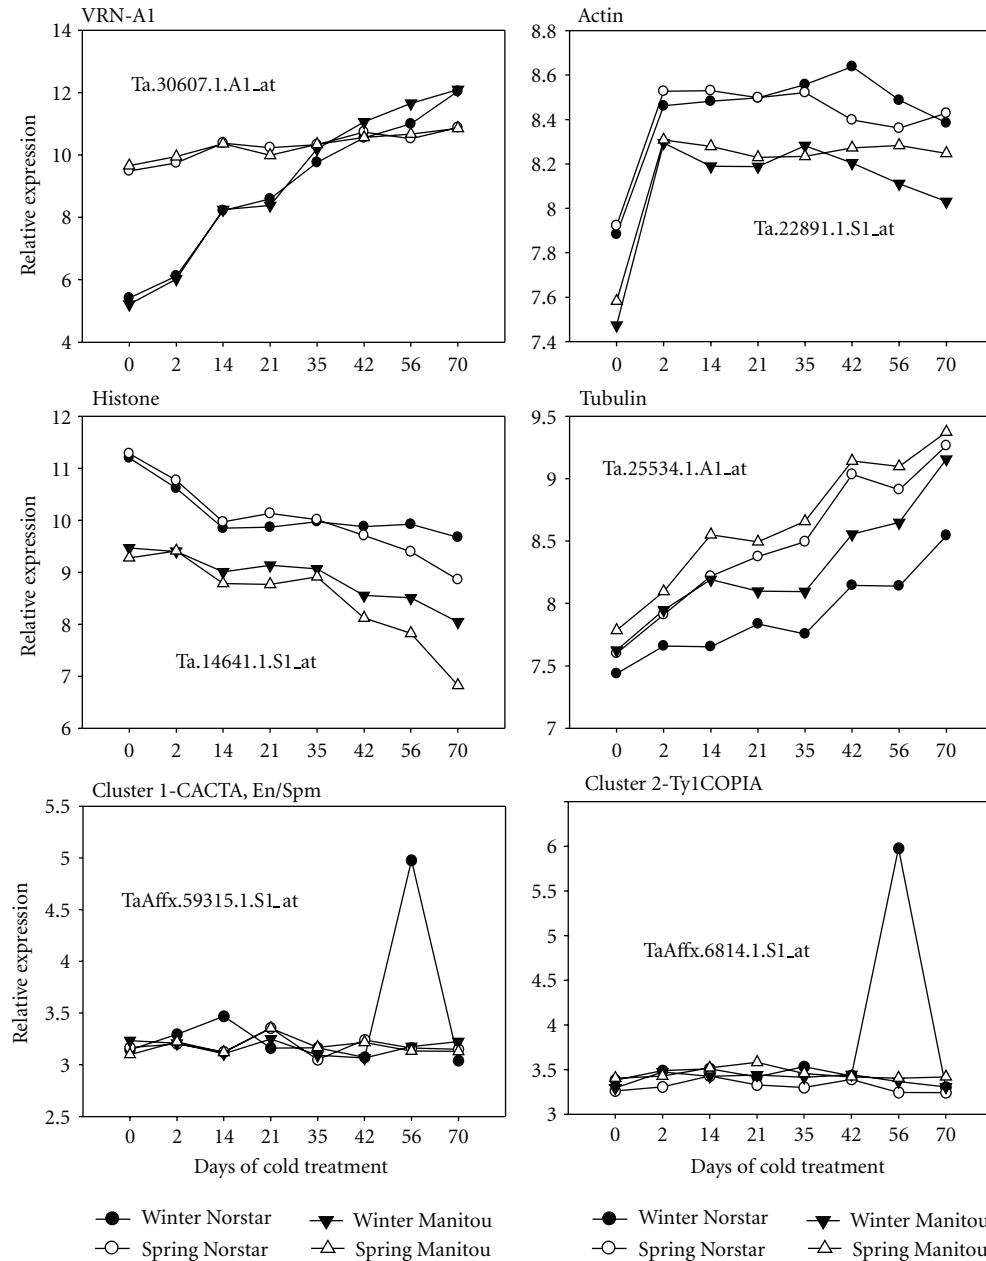 VRN-A1
Actin
14
12
10
8
6
4
Relative expression
Ta.30607.1.A1_at
0 2 14 21 35 42 56 70
8.8
8.6
8.4
8.2
8
7.8
7.6
7.4
Ta.22891.1.S1_at
0 2 14 21 35 42 56 70
Histone
Tubulin
12
11
10
9
8
7
6
Relative expression
Ta.14641.1.S1_at
0 2 14 21 35 42 56 70
9.5
9
8.5
8
7.5
7
Ta.25534.1.A1_at
0 2 14 21 35 42 56 70
Cluster 1-CACTA, En/Spm
Cluster 2-Ty1COPIA
5.5
5
4.5
4
3.5
3
2.5
Relative expression
TaAffx.59315.1.S1_at
0 2 14 21 35 42 56 70
Days of cold treatment
6
5.5
5
4.5
4
3.5
3
TaAffx.6814.1.S1_at
0 2 14 21 35 42 56 70
Days of cold treatment
Winter Norstar
Winter Manitou
Spring Norstar
Spring Manitou
Winter Norstar
Winter Manitou
Spring Norstar
Spring Manitou